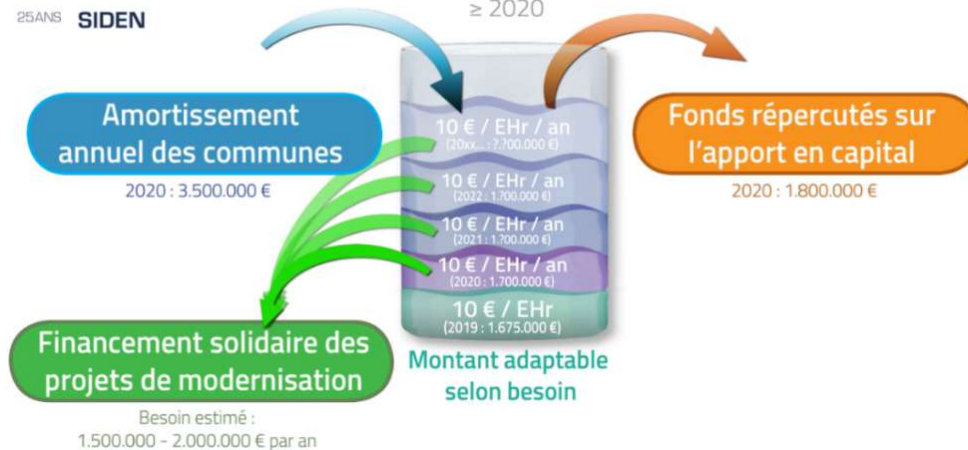 25ANS SIDEN
≥ 2020
Amortissement
annuel des communes
2020 : 3.500.000 €
Fonds répercutés sur
l'apport en capital
2020 : 1.800.000 €
10 € / EHr / an
(20xx... : ?.?00.000 €)
10 € / EHr / an
(2022 : 1.?00.000 €)
10 € / EHr / an
(2021 : 1.?00.000 €)
10 € / EHr / an
(2020 : 1.700.000 €)
10 € / EHr
(2019 : 1.675.000 €)
Montant adaptable
selon besoin
Financement solidaire des
projets de modernisation
Besoin estimé :
1.500.000 - 2.000.000 € par an